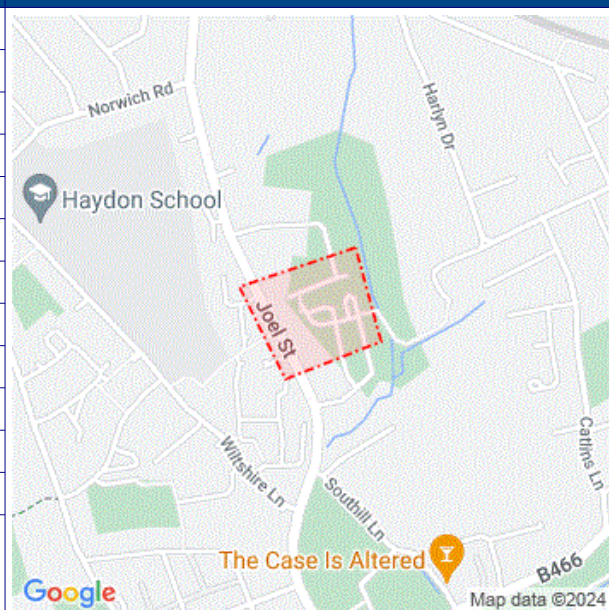 Norwich Rd
Harlyn Dr
Haydon School
Joel St
Catlins Ln
Wiltshire Ln
Southill Ln
The Case Is Altered
B466
Google
Map data ©2024